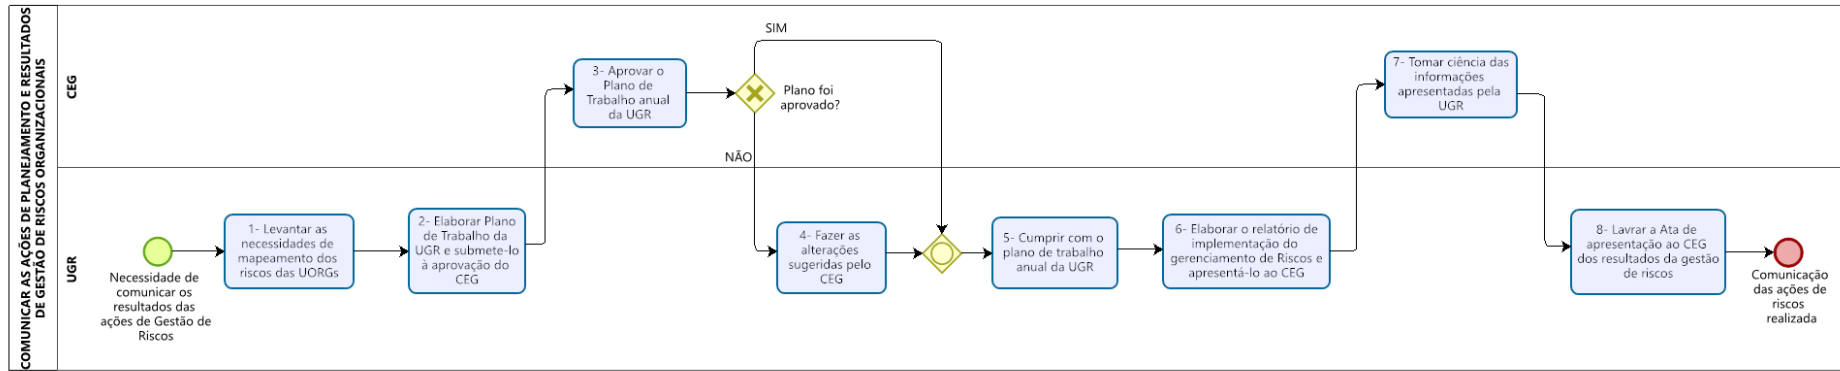 COMUNICAR AS AÇÕES DE PLANEJAMENTO E RESULTADOS
DE GESTÃO DE RISCOS ORGANIZACIONAIS
CEG
3- Aprovar o
Plano de
Trabalho anual
da UGR
SIM
Plano foi
aprovado?
NÃO
7- Tomar ciência das
informações
apresentadas pela
UGR
UGR
Necessidade de
comunicar os
resultados das
ações de Gestão de
Riscos
1- Levantar as
necessidades de
mapeamento dos
riscos das UORGs
2- Elaborar Plano
de Trabalho da
UGR e submete-lo
à aprovação do
CEG
4- Fazer as
alterações
sugeridas pelo
CEG
5- Cumprir com o
plano de trabalho
anual da UGR
6- Elaborar o relatório de
implementação do
gerenciamento de Riscos e
apresentá-lo ao CEG
8- Lavrar a Ata de
apresentação ao CEG
dos resultados da gestão
de riscos
Comunicação
das ações de
riscos
realizada